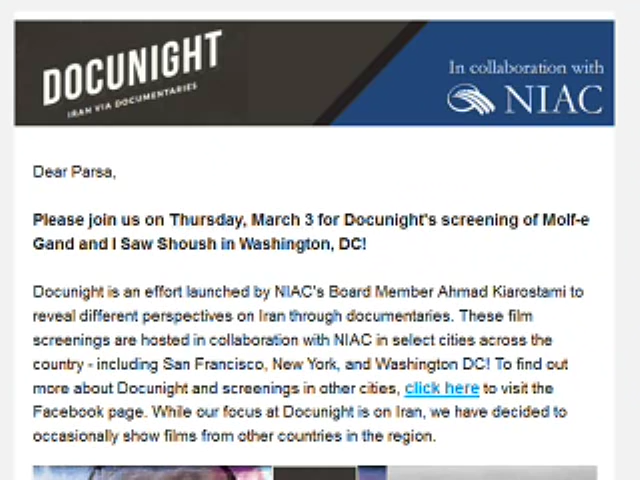 DOCUNIGHT
IRAN VIA DOCUMENTARIES
In collaboration with
NIAC
Dear Parsa,
Please join us on Thursday, March 3 for Docunight's screening of Molf-e
Gand and I Saw Shoush in Washington, DC!
Docunight is an effort launched by NIAC's Board Member Ahmad Kiarostami to
reveal different perspectives on Iran through documentaries. These film
screenings are hosted in collaboration with NIAC in select cities across the
country - including San Francisco, New York, and Washington DC! To find out
more about Docunight and screenings in other cities, click here to visit the
Facebook page. While our focus at Docunight is on Iran, we have decided to
occasionally show films from other countries in the region.